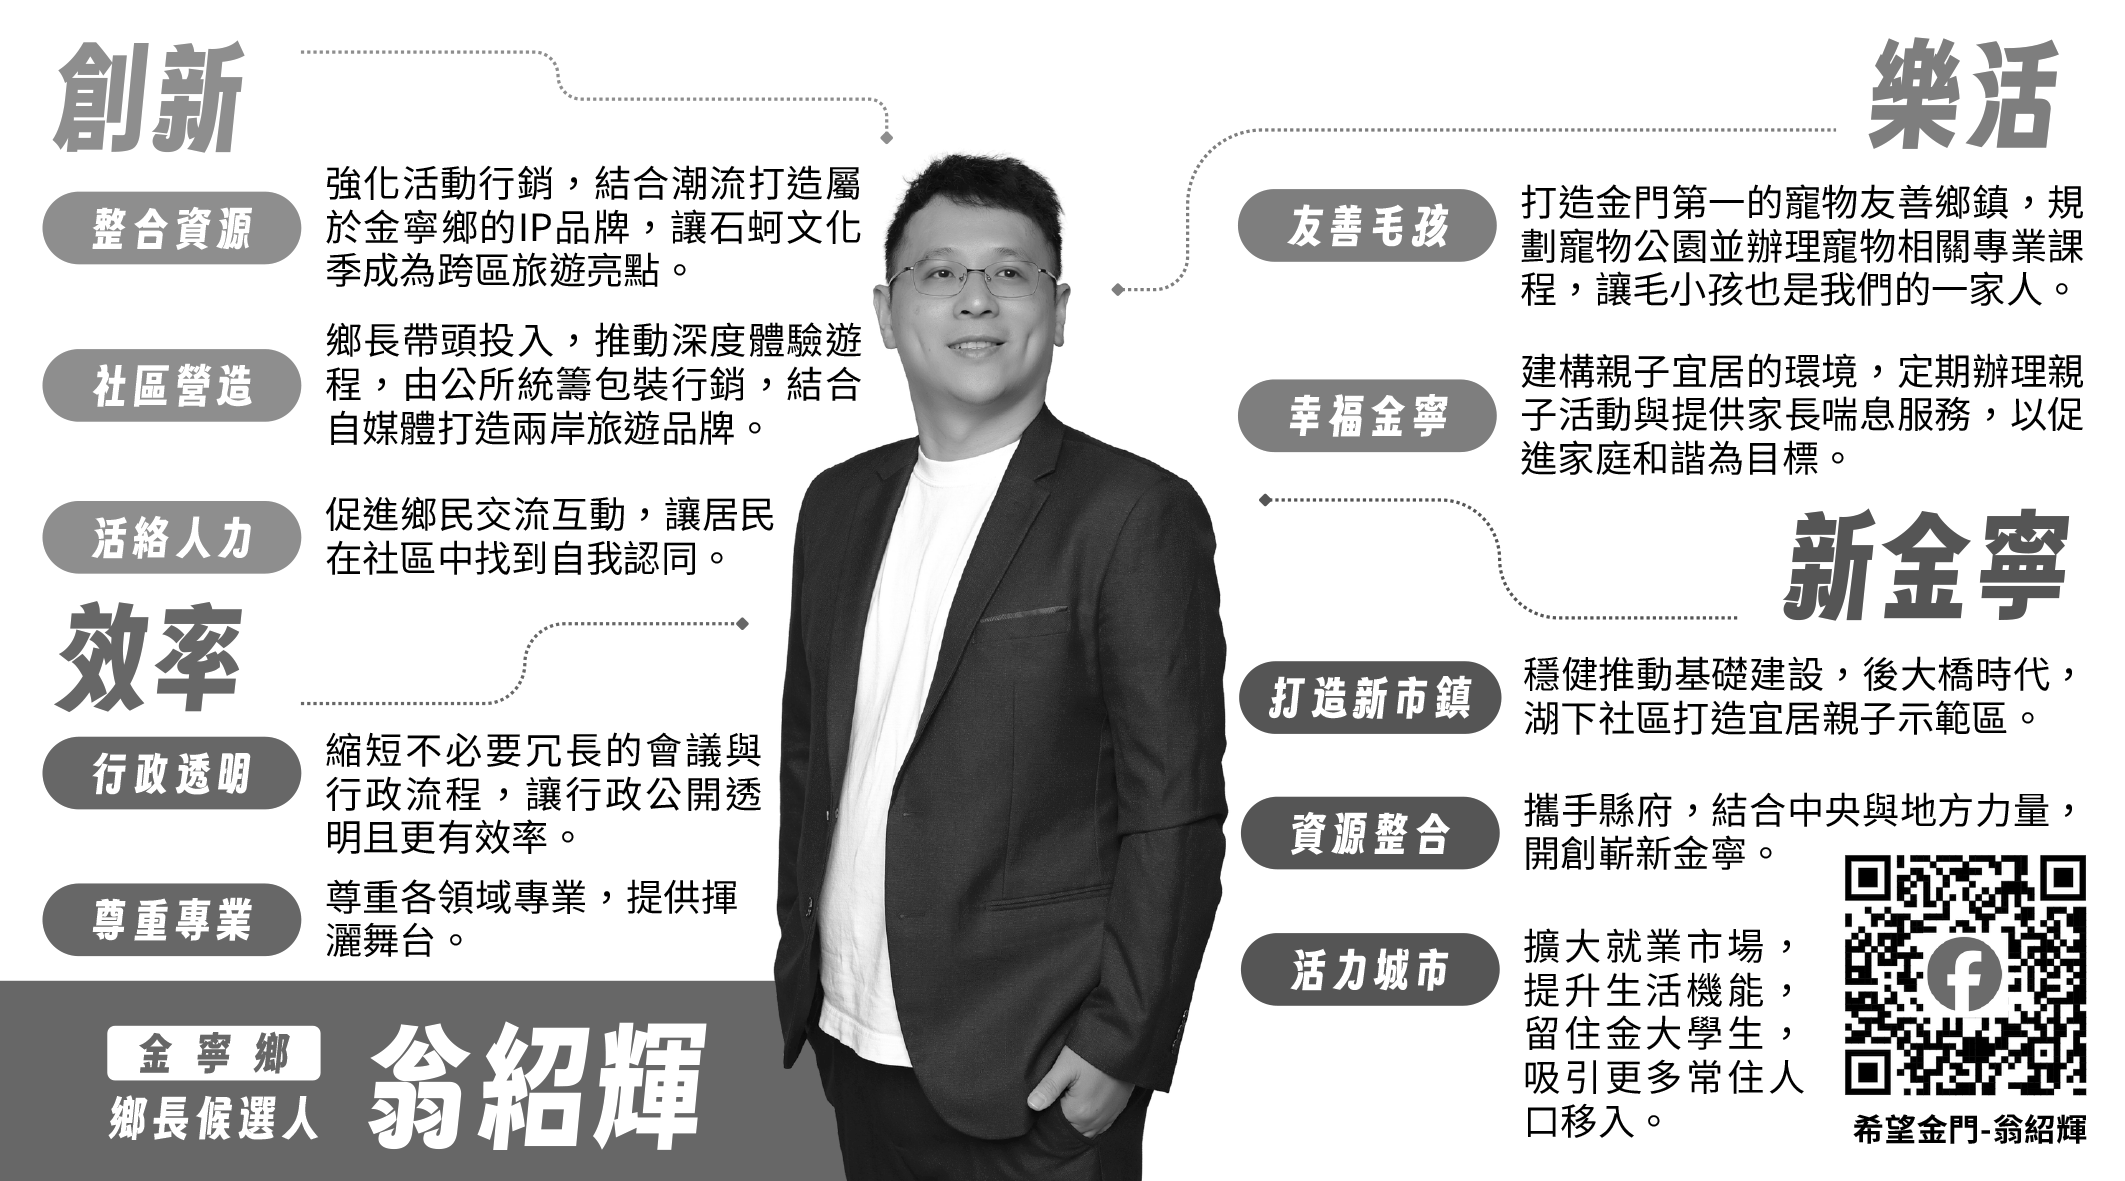 創新
整合資源
強化活動行銷，結合潮流打造屬
於金寧鄉的IP品牌，讓石蚵文化
季成為跨區旅遊亮點。
社區營造
鄉長帶頭投入，推動深度體驗遊
程，由公所統籌包裝行銷，結合
自媒體打造兩岸旅遊品牌。
活絡人力
促進鄉民交流互動，讓居民
在社區中找到自我認同。
效率
行政透明
縮短不必要冗長的會議與
行政流程，讓行政公開透
明且更有效率。
尊重專業
尊重各領域專業，提供揮
灑舞台。
金寧鄉
鄉長候選人
翁紹輝
樂活
友善毛孩
打造金門第一的寵物友善鄉鎮，規
劃寵物公園並辦理寵物相關專業課
程，讓毛小孩也是我們的一家人。
幸福金寧
建構親子宜居的環境，定期辦理親
子活動與提供家長喘息服務，以促
進家庭和諧為目標。
新金寧
打造新市鎮
穩健推動基礎建設，後大橋時代，
湖下社區打造宜居親子示範區。
資源整合
攜手縣府，結合中央與地方力量，
開創嶄新金寧。
活力城市
擴大就業市場，
提升生活機能，
留住金大學生，
吸引更多常住人
口移入。
希望金門-翁紹輝